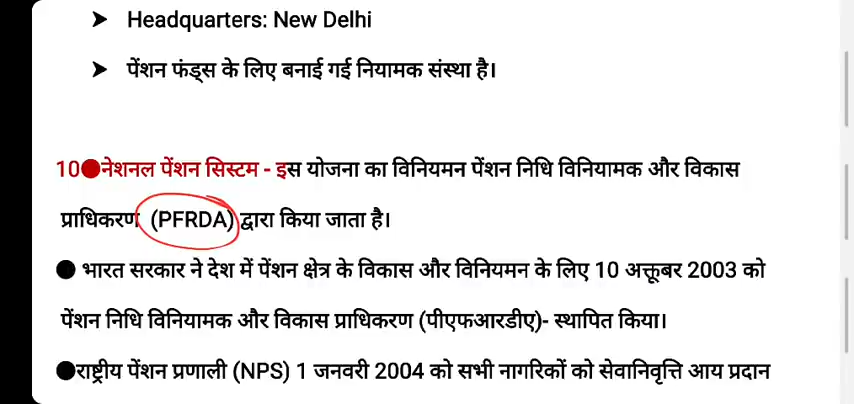 ➤ Headquarters: New Delhi
➤ पेंशन फंड्स के लिए बनाई गई नियामक संस्था है।
10●नेशनल पेंशन सिस्टम - इस योजना का विनियमन पेंशन निधि विनियामक और विकास
प्राधिकरण (PFRDA) द्वारा किया जाता है।
● भारत सरकार ने देश में पेंशन क्षेत्र के विकास और विनियमन के लिए 10 अक्तूबर 2003 को
पेंशन निधि विनियामक और विकास प्राधिकरण (पीएफआरडीए)- स्थापित किया।
●राष्ट्रीय पेंशन प्रणाली (NPS) 1 जनवरी 2004 को सभी नागरिकों को सेवानिवृत्ति आय प्रदान